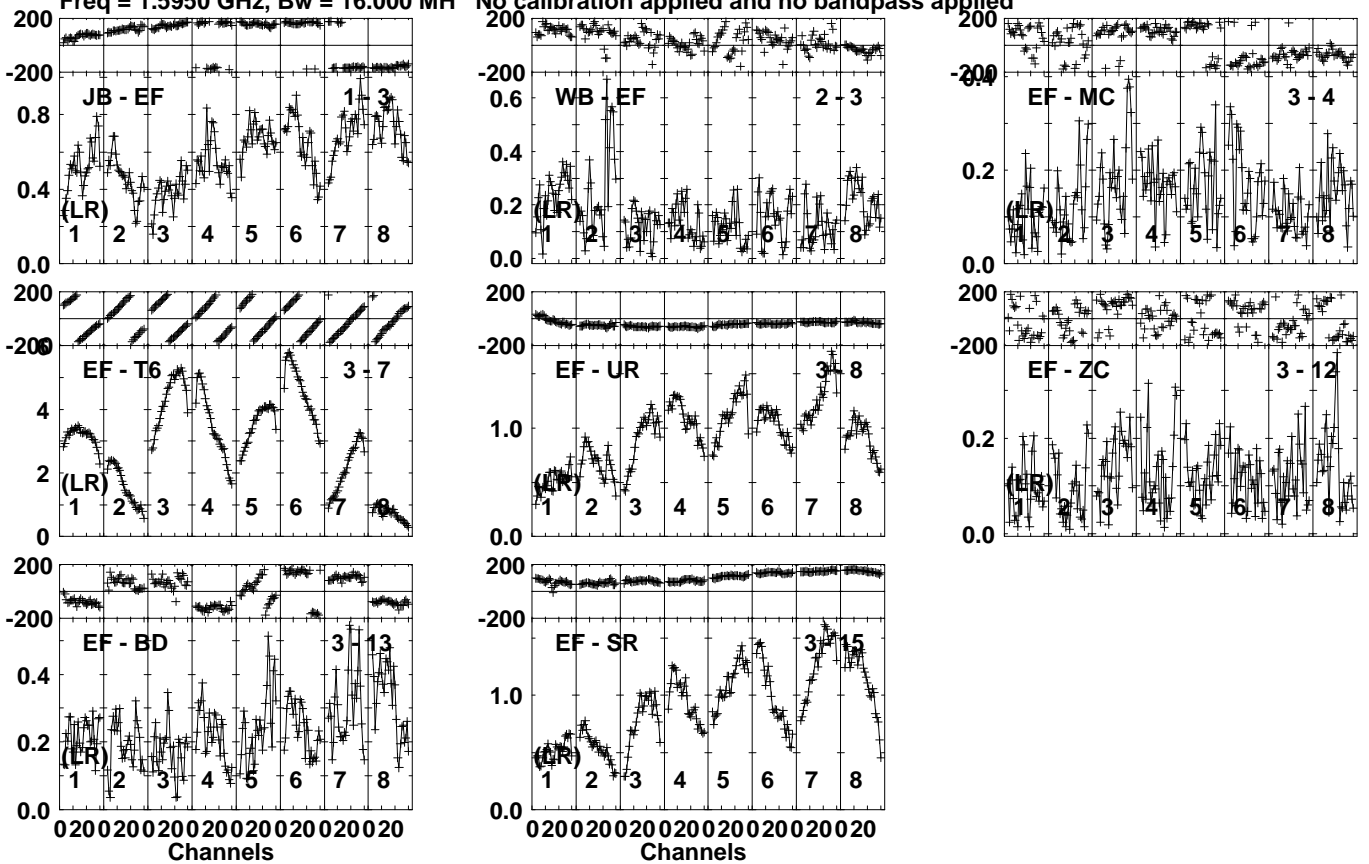 Freq = 1.5950 GHz, Bw = 16.000 MH No calibration applied and no bandpass applied
200
-200
JB - EF 1 - 3
0.8
0.4
0.0
(LR)
1 2 3 4 5 6 7 8
200
-200
WB - EF 2 - 3
0.6
0.4
0.2
0.0
(LR)
1 2 3 4 5 6 7 8
200
-200
0.4
EF - MC 3 - 4
0.2
0.0
(LR)
1 2 3 4 5 6 7 8
200
-200
6
EF - T6 3 - 7
4
2
0
(LR)
1 2 3 4 5 6 7 8
200
-200
EF - UR 3 - 8
1.0
0.0
(LR)
1 2 3 4 5 6 7 8
200
-200
EF - ZC 3 - 12
0.2
0.0
(LR)
1 2 3 4 5 6 7 8
200
-200
EF - BD 3 - 13
0.4
0.2
0.0
(LR)
1 2 3 4 5 6 7 8
0 20 0 20 0 20 0 20 0 20 0 20 0 20 0 20
Channels
200
-200
EF - SR 3 - 15
1.0
0.0
(LR)
1 2 3 4 5 6 7 8
0 20 0 20 0 20 0 20 0 20 0 20 0 20 0 20
Channels